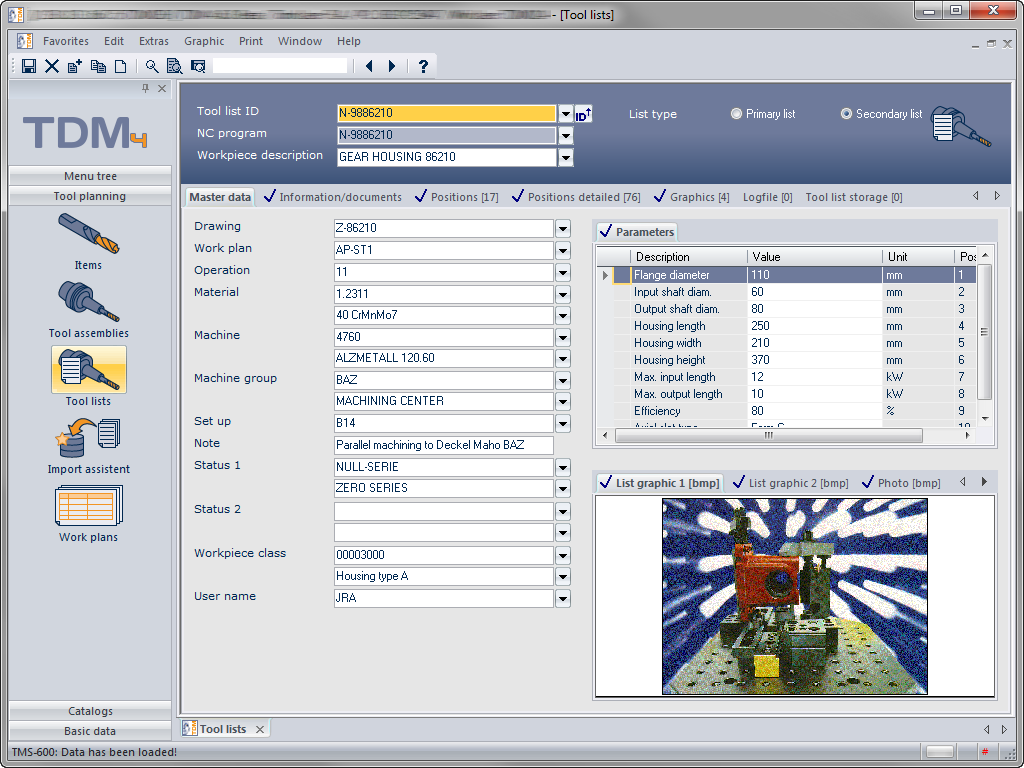 - [Tool lists]
Favorites Edit Extras Graphic Print Window Help
ID
?
TDM4
Menu tree
Tool planning
Items
Tool assemblies
Tool lists
Import assistent
Work plans
Catalogs
Basic data
Tool list ID N-9886210 ID
NC program N-9886210
Workpiece description GEAR HOUSING 86210
List type Primary list Secondary list
Master data Information/documents Positions [17] Positions detailed [76] Graphics [4] Logfile [0] Tool list storage [0]
Drawing Z-86210
Work plan AP-ST1
Operation 11
Material 1.2311
40 CrMnMo7
Machine 4760
ALZMETALL 120.60
Machine group BAZ
MACHINING CENTER
Set up B14
Note Parallel machining to Deckel Maho BAZ
Status 1 NULL-SERIE
ZERO SERIES
Status 2
Workpiece class 00003000
Housing type A
User name JRA
Parameters
Description Value Unit Pos
Flange diameter 110 mm 1
Input shaft diam. 60 mm 2
Output shaft diam. 80 mm 3
Housing length 250 mm 4
Housing width 210 mm 5
Housing height 370 mm 6
Max. input length 12 kW 7
Max. output length 10 kW 8
Efficiency 80 % 9
List graphic 1 [bmp] List graphic 2 [bmp] Photo [bmp]
Tool lists
TMS-600: Data has been loaded! #